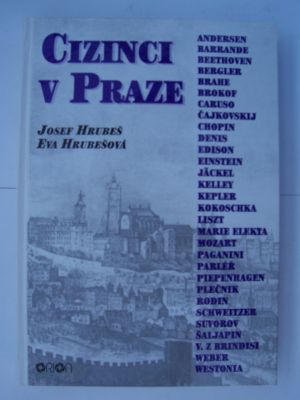 CIZINCI
V PRAZE
JOSEF HRUBEŠ
EVA HRUBEŠOVÁ
ANDERSEN
BARRANDE
BEETHOVEN
BERGLER
BRAHE
BROKOF
CARUSO
ČAJKOVSKIJ
CHOPIN
DENIS
EDISON
EINSTEIN
JÄCKEL
KELLEY
KEPLER
KOKOSCHKA
LISZT
MARIE ELEKTA
MOZART
PAGANINI
PARLÉŘ
PIEPENHAGEN
PLEČNIK
RODIN
SCHWEITZER
SUVOROV
ŠALJAPIN
V. Z BRINDISI
WEBER
WESTONIA
ORION